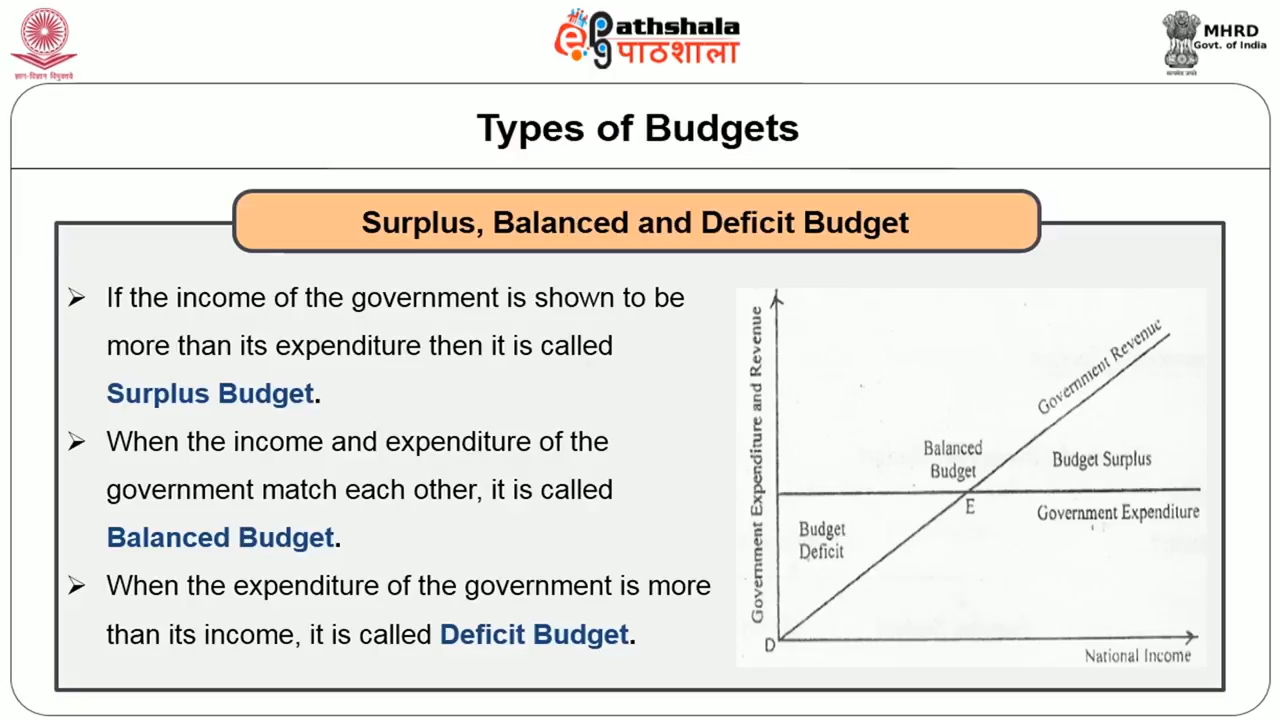 ज्ञान-विज्ञान विमुक्तये
ePathshala
पाठशाला
MHRD
Govt. of India
सत्यमेव जयते
Types of Budgets
Surplus, Balanced and Deficit Budget
If the income of the government is shown to be
more than its expenditure then it is called
Surplus Budget.
When the income and expenditure of the
government match each other, it is called
Balanced Budget.
When the expenditure of the government is more
than its income, it is called Deficit Budget.
Government Expenditure and Revenue
Government Revenue
Balanced
Budget
Budget Surplus
E
Government Expenditure
Budget
Deficit
D
National Income